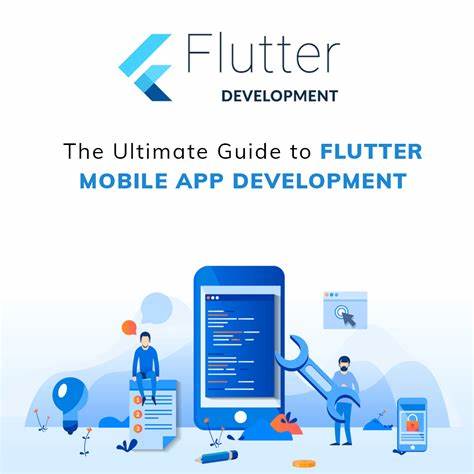 Flutter
DEVELOPMENT
The Ultimate Guide to FLUTTER
MOBILE APP DEVELOPMENT